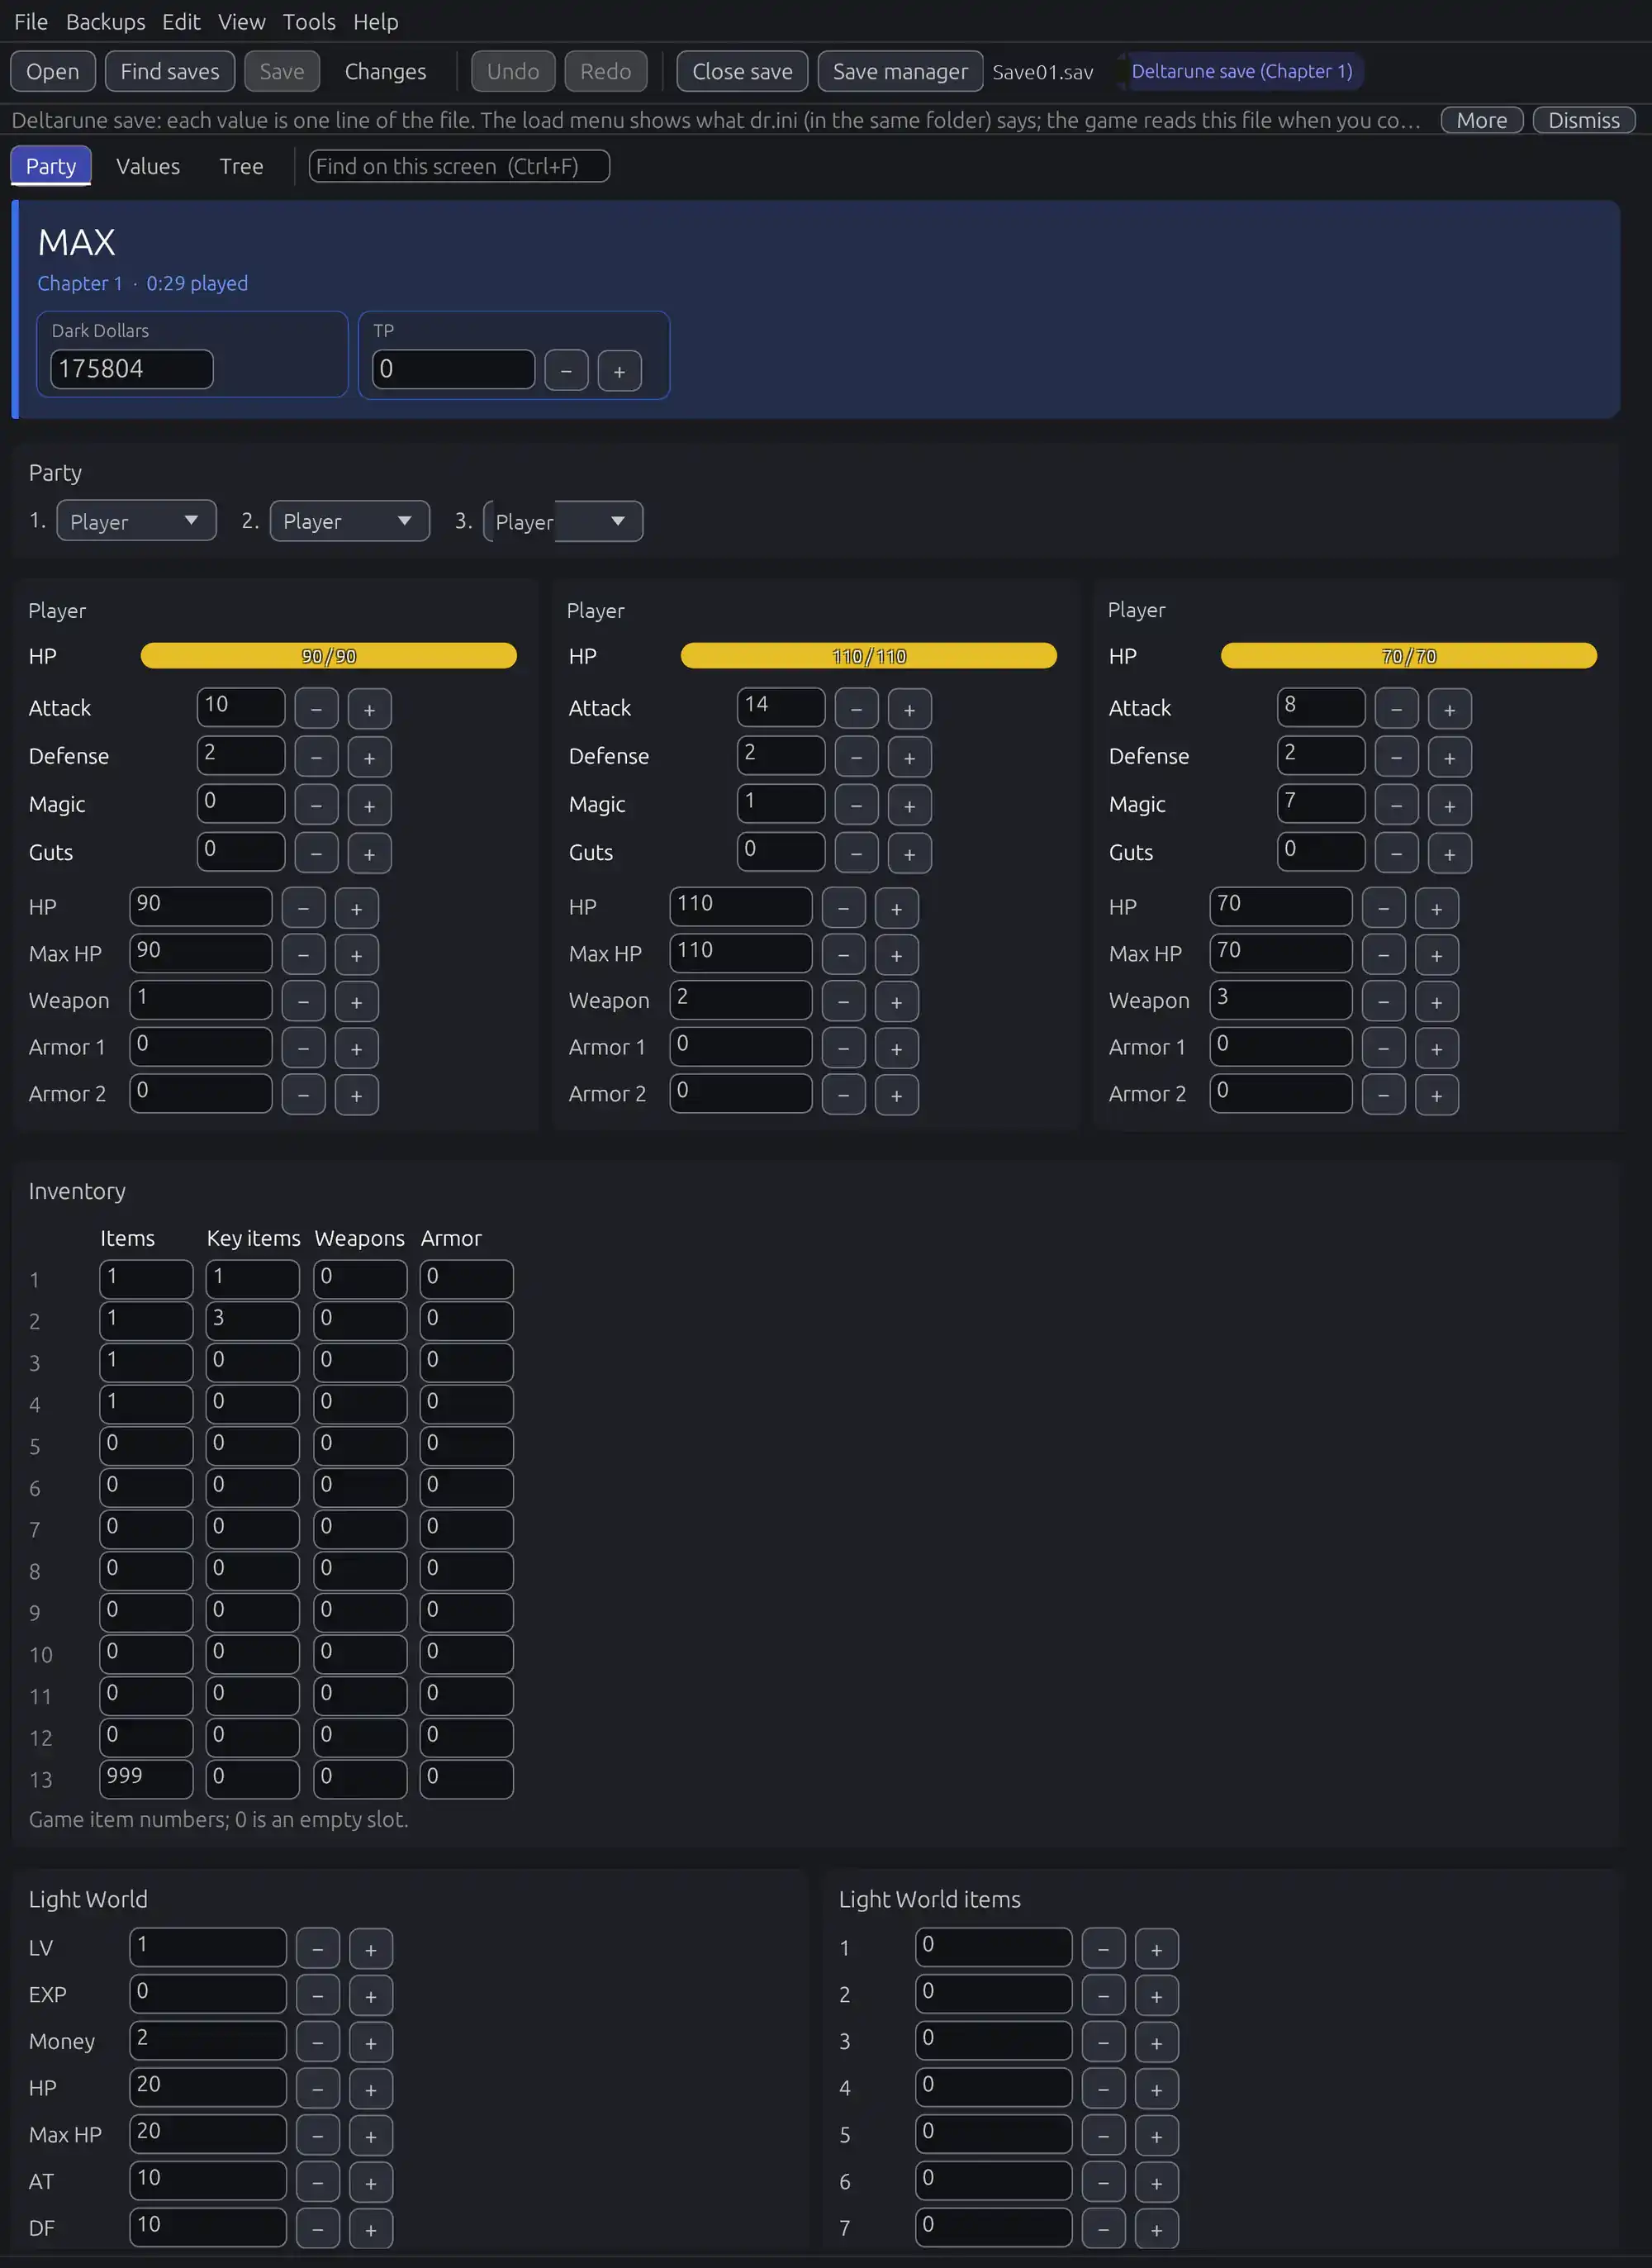 File Backups Edit View Tools Help
Open Find saves Save Changes Undo Redo Close save Save manager Save01.sav Deltarune save (Chapter 1)
Deltarune save: each value is one line of the file. The load menu shows what dr.ini (in the same folder) says; the game reads this file when you co... More Dismiss
Party Values Tree Find on this screen (Ctrl+F)
MAX
Chapter 1 · 0:29 played
Dark Dollars TP
175804 0 − +
Party
1. Player 2. Player 3. Player
Player Player Player
HP 90/90 HP 110/110 HP 70/70
Attack 10 − + Attack 14 − + Attack 8 − +
Defense 2 − + Defense 2 − + Defense 2 − +
Magic 0 − + Magic 1 − + Magic 7 − +
Guts 0 − + Guts 0 − + Guts 0 − +
HP 90 − + HP 110 − + HP 70 − +
Max HP 90 − + Max HP 110 − + Max HP 70 − +
Weapon 1 − + Weapon 2 − + Weapon 3 − +
Armor 1 0 − + Armor 1 0 − + Armor 1 0 − +
Armor 2 0 − + Armor 2 0 − + Armor 2 0 − +
Inventory
Items Key items Weapons Armor
1 1 1 0 0
2 1 3 0 0
3 1 0 0 0
4 1 0 0 0
5 0 0 0 0
6 0 0 0 0
7 0 0 0 0
8 0 0 0 0
9 0 0 0 0
10 0 0 0 0
11 0 0 0 0
12 0 0 0 0
13 999 0 0 0
Game item numbers; 0 is an empty slot.
Light World Light World items
LV 1 − + 1 0 − +
EXP 0 − + 2 0 − +
Money 2 − + 3 0 − +
HP 20 − + 4 0 − +
Max HP 20 − + 5 0 − +
AT 10 − + 6 0 − +
DF 10 − + 7 0 − +